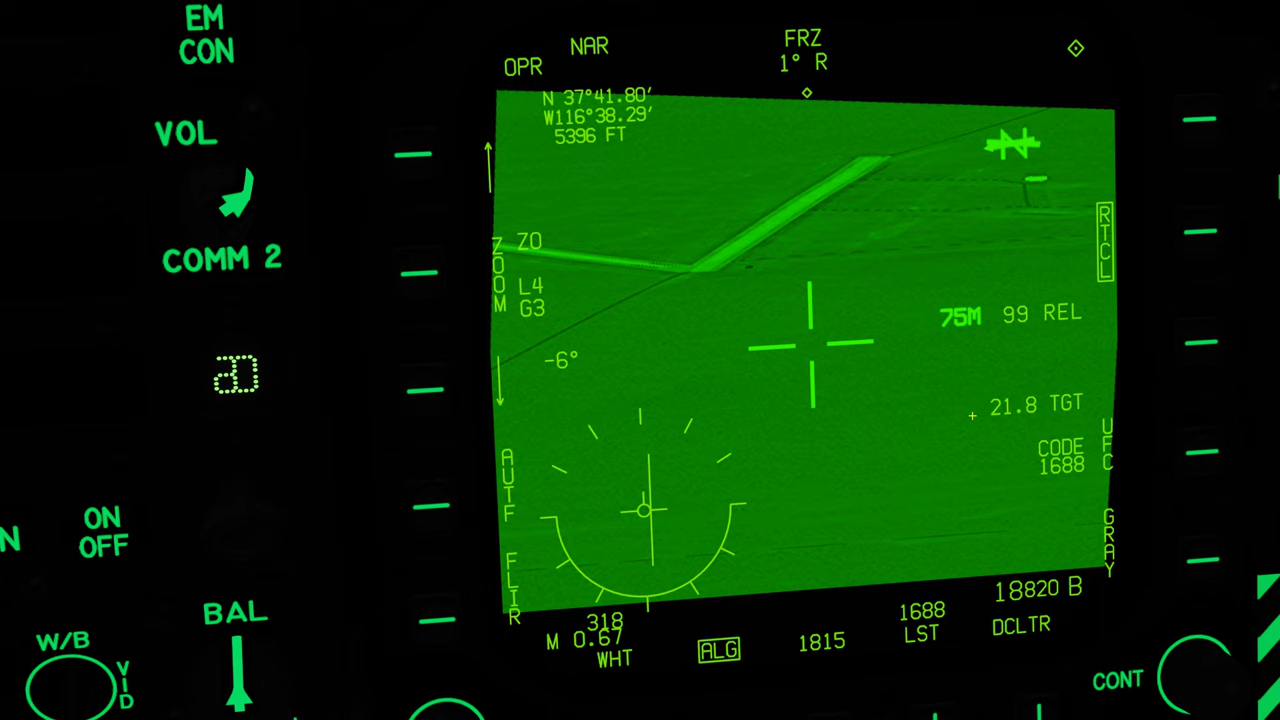 EM
CON
VOL
COMM 2
ON
OFF
N
BAL
W/B
VID
NAR
OPR
FRZ
1° R
N 37°41.80′
W116°38.29′
5396 FT
ZOOM
Z0
L4
G3
RTCL
75M 99 REL
-6°
21.8 TGT
UFC
CODE
1688
AUTF
FLIR
GRAY
318
M 0.67
WHT
ALG
1815
1688
LST
18820 B
DCLTR
CONT